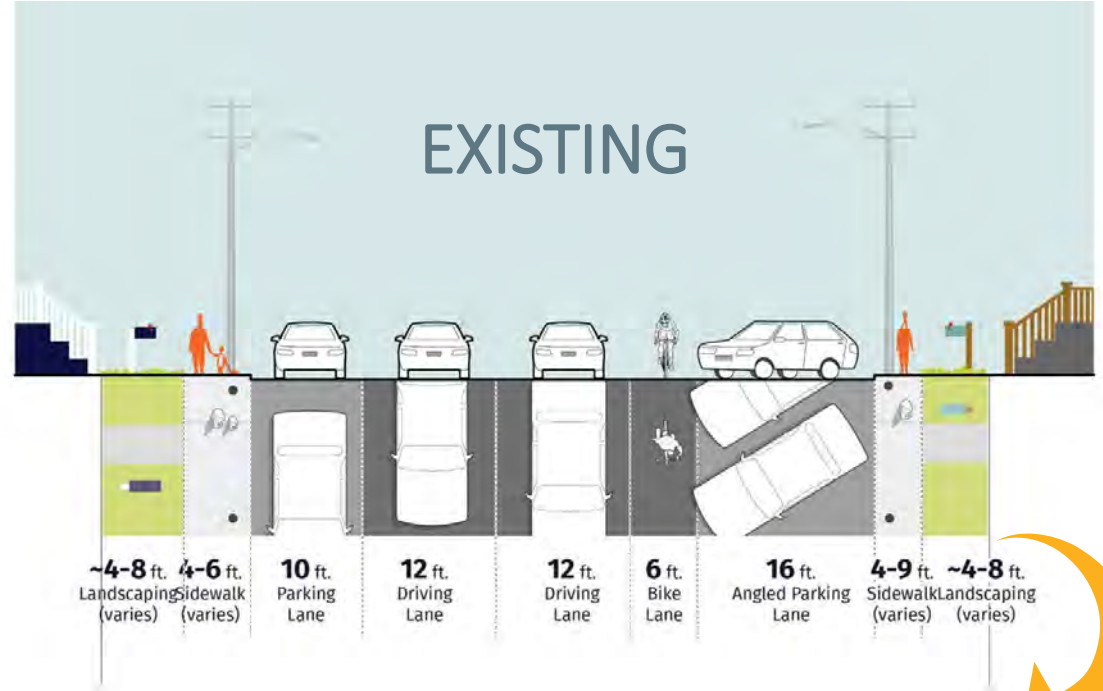 EXISTING
~4-8 ft.
Landscaping
(varies)
4-6 ft.
Sidewalk
(varies)
10 ft.
Parking
Lane
12 ft.
Driving
Lane
12 ft.
Driving
Lane
6 ft.
Bike
Lane
16 ft.
Angled Parking
Lane
4-9 ft.
Sidewalk
(varies)
~4-8 ft.
Landscaping
(varies)